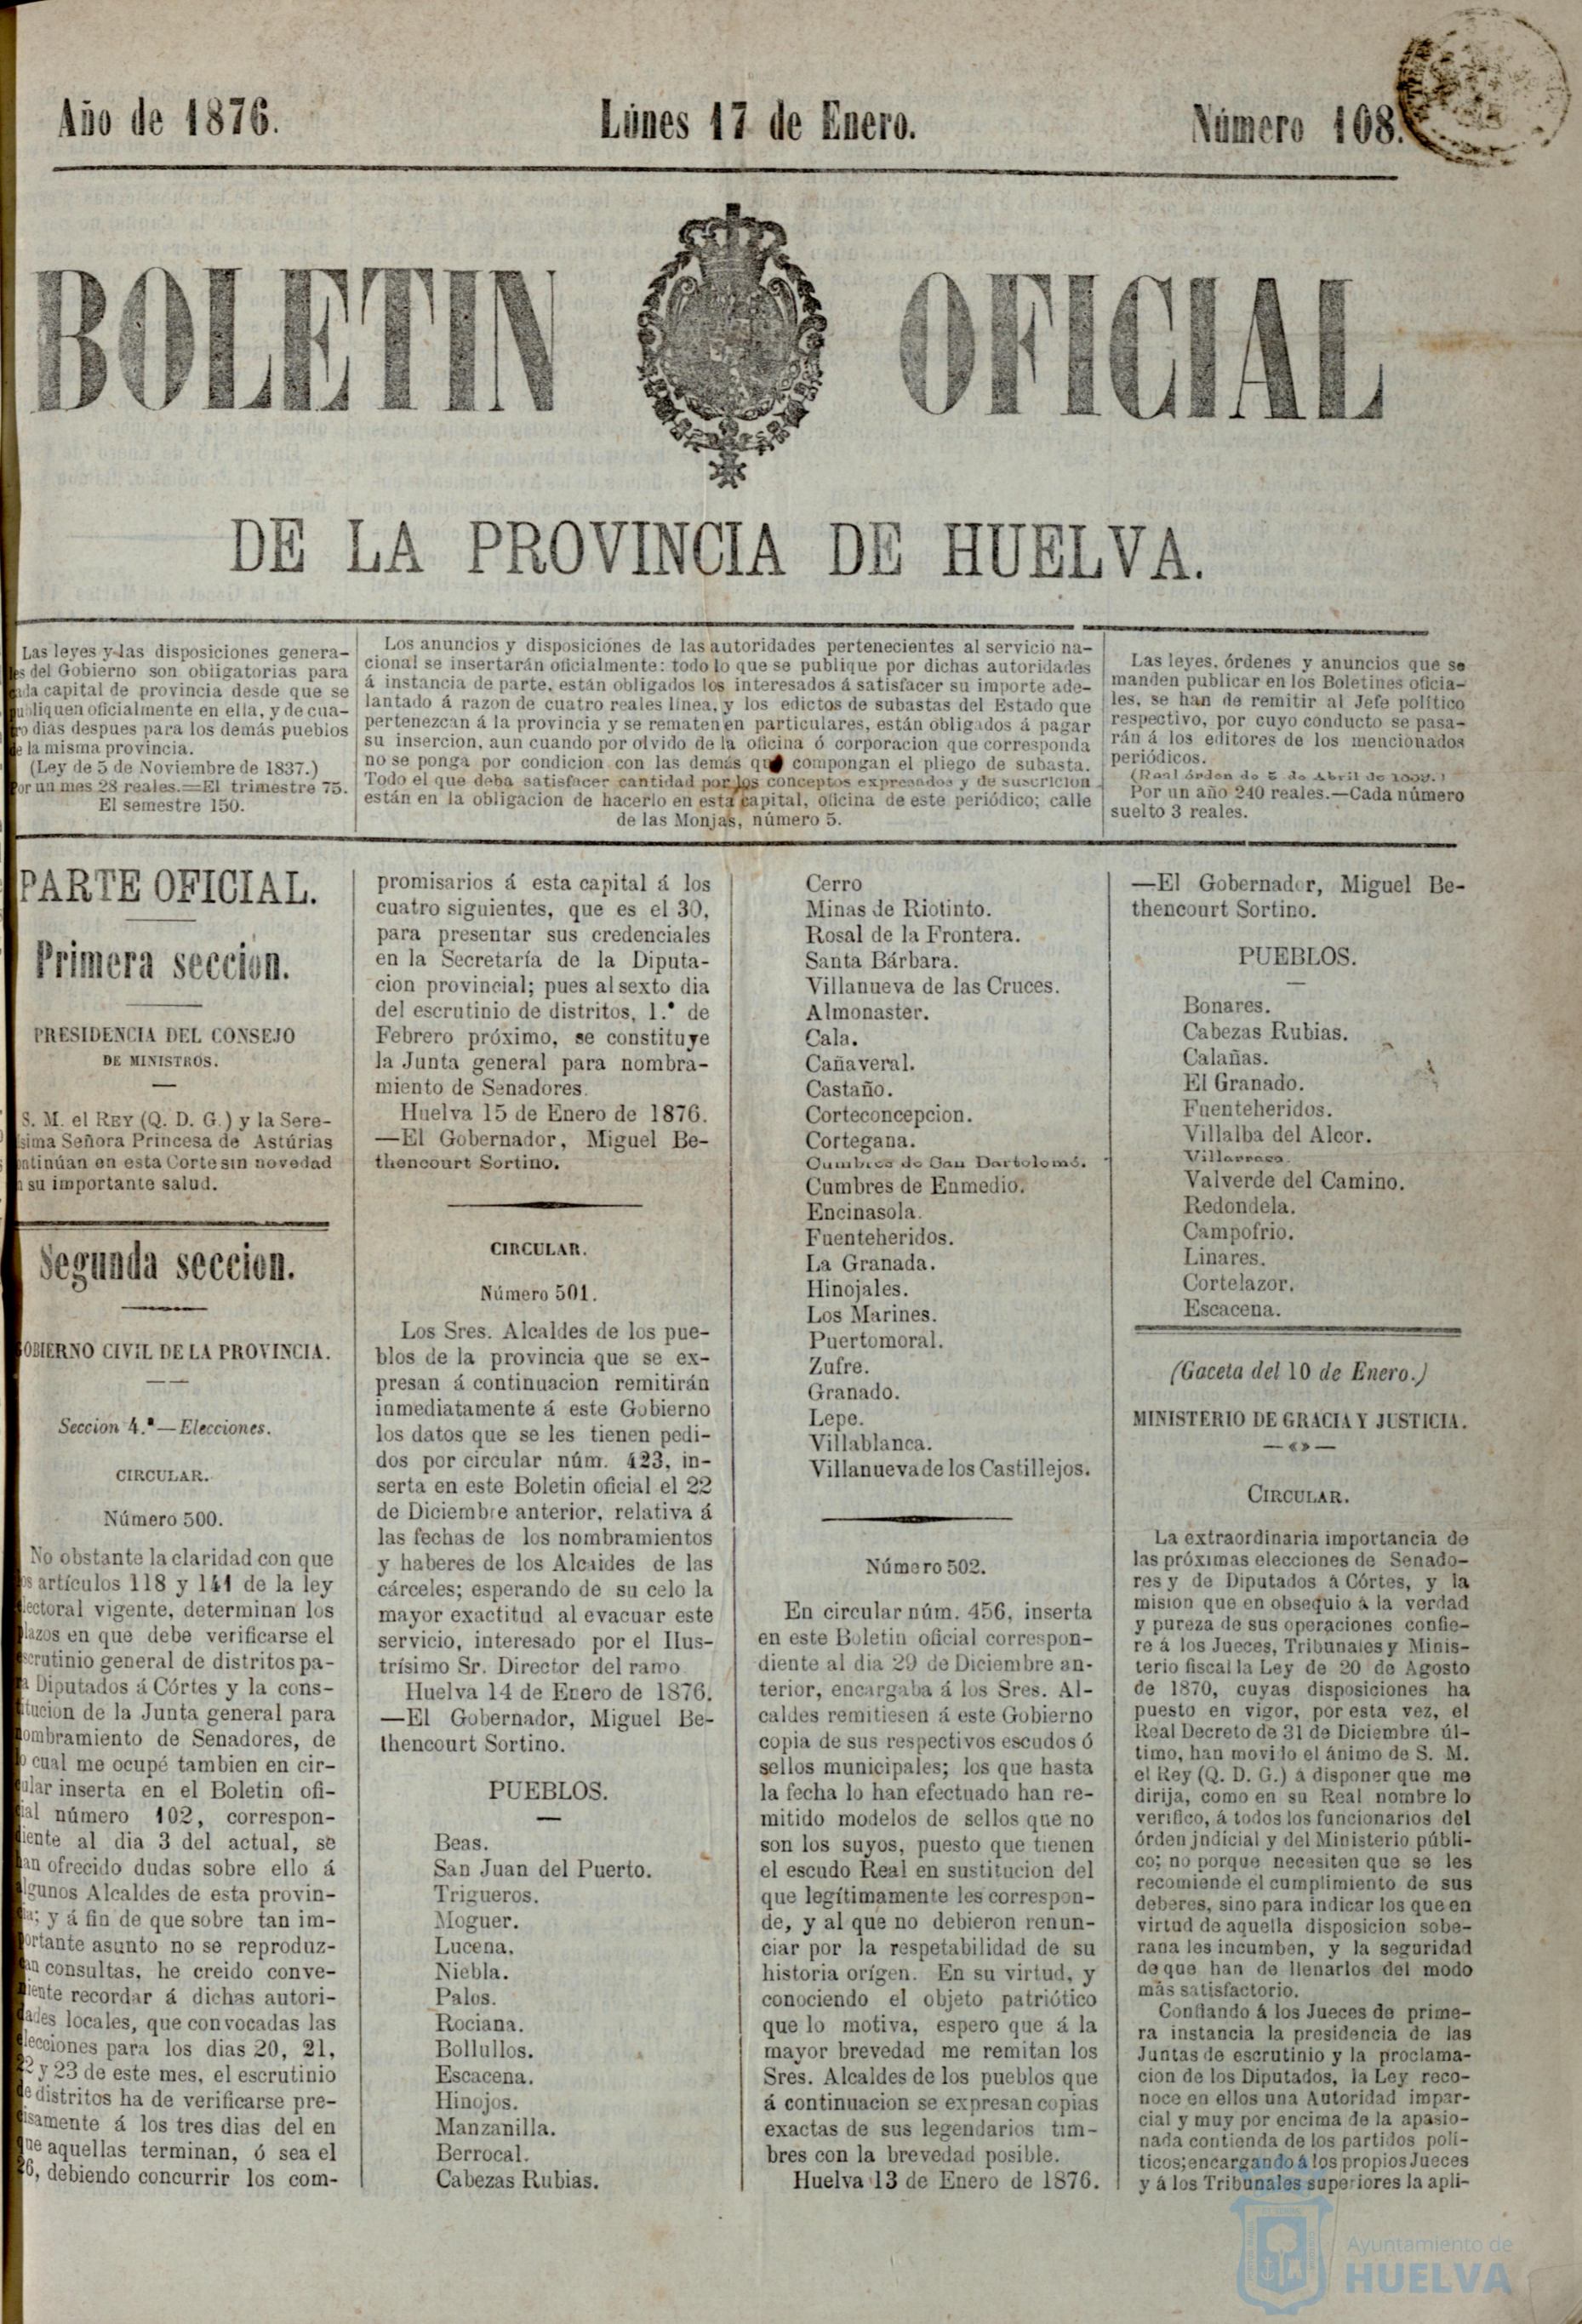 Año de 1876.
Lúnes 17 de Enero.
Número 108.
BOLETIN OFICIAL
DE LA PROVINCIA DE HUELVA.
Las leyes y las disposiciones genera-
les del Gobierno son obligatorias para
cada capital de provincia desde que se
publiquen oficialmente en ella, y de cua-
tro dias despues para los demás pueblos
de la misma provincia.
(Ley de 5 de Noviembre de 1837.)
Por un mes 28 reales.=El trimestre 75.
El semestre 150.
Los anuncios y disposiciones de las autoridades pertenecientes al servicio na-
cional se insertarán oficialmente: todo lo que se publique por dichas autoridades
á instancia de parte, están obligados los interesados á satisfacer su importe ade-
lantado á razon de cuatro reales línea, y los edictos de subastas del Estado que
pertenezcan á la provincia y se rematen en particulares, están obligados á pagar
su insercion, aun cuando por olvido de la oficina ó corporacion que corresponda
no se ponga por condicion con las demás que compongan el pliego de subasta.
Todo el que deba satisfacer cantidad por los conceptos expresados y de suscricion
están en la obligacion de hacerlo en esta capital, oficina de este periódico; calle
de las Monjas, número 5.
Las leyes, órdenes y anuncios que se
manden publicar en los Boletines oficia-
les, se han de remitir al Jefe político
respectivo, por cuyo conducto se pasa-
rán á los editores de los mencionados
periódicos.
(Real órden de 5 de Abril de
Por un año 240 reales.—Cada número
suelto 3 reales.
PARTE OFICIAL.
Primera seccion.
PRESIDENCIA DEL CONSEJO
DE MINISTROS.
S. M. el REY (Q. D. G.) y la Sere-
sima Señora Princesa de Astúrias
continúan en esta Corte sin novedad
su importante salud.
Segunda seccion.
GOBIERNO CIVIL DE LA PROVINCIA.
Seccion 4.ª—Elecciones.
CIRCULAR.
Número 500.
No obstante la claridad con que
los artículos 118 y 141 de la ley
electoral vigente, determinan los
plazos en que debe verificarse el
escrutinio general de distritos pa-
ra Diputados á Córtes y la cons-
titucion de la Junta general para
nombramiento de Senadores, de
lo cual me ocupé tambien en cir-
cular inserta en el Boletin ofi-
cial número 102, correspon-
diente al dia 3 del actual, se
han ofrecido dudas sobre ello á
algunos Alcaldes de esta provin-
cia; y á fin de que sobre tan im-
portante asunto no se reproduz-
can consultas, he creido conve-
niente recordar á dichas autori-
dades locales, que convocadas las
elecciones para los dias 20, 21,
22 y 23 de este mes, el escrutinio
de distritos ha de verificarse pre-
cisamente á los tres dias del en
que aquellas terminan, ó sea el
26, debiendo concurrir los com-
promisarios á esta capital á los
cuatro siguientes, que es el 30,
para presentar sus credenciales
en la Secretaría de la Diputa-
cion provincial; pues al sexto dia
del escrutinio de distritos, 1.º de
Febrero próximo, se constituye
la Junta general para nombra-
miento de Senadores.
Huelva 15 de Enero de 1876.
—El Gobernador, Miguel Be-
thencourt Sortino.
CIRCULAR.
Número 501.
Los Sres. Alcaldes de los pue-
blos de la provincia que se ex-
presan á continuacion remitirán
inmediatamente á este Gobierno
los datos que se les tienen pedi-
dos por circular núm. 423, in-
serta en este Boletin oficial el 22
de Diciembre anterior, relativa á
las fechas de los nombramientos
y haberes de los Alcaides de las
cárceles; esperando de su celo la
mayor exactitud al evacuar este
servicio, interesado por el Ilus-
trísimo Sr. Director del ramo
Huelva 14 de Enero de 1876.
—El Gobernador, Miguel Be-
thencourt Sortino.
PUEBLOS.
Beas.
San Juan del Puerto.
Trigueros.
Moguer.
Lucena.
Niebla.
Palos.
Rociana.
Bollullos.
Escacena.
Hinojos.
Manzanilla.
Berrocal.
Cabezas Rubias.
Cerro
Minas de Riotinto.
Rosal de la Frontera.
Santa Bárbara.
Villanueva de las Cruces.
Almonaster.
Cala.
Cañaveral.
Castaño.
Corteconcepcion.
Cortegana.
Cumbres de San Bartolomé.
Cumbres de Enmedio.
Encinasola.
Fuenteheridos.
La Granada.
Hinojales.
Los Marines.
Puertomoral.
Zufre.
Granado.
Lepe.
Villablanca.
Villanueva de los Castillejos.
Número 502.
En circular núm. 456, inserta
en este Boletin oficial correspon-
diente al dia 29 de Diciembre an-
terior, encargaba á los Sres. Al-
caldes remitiesen á este Gobierno
copia de sus respectivos escudos ó
sellos municipales; los que hasta
la fecha lo han efectuado han re-
mitido modelos de sellos que no
son los suyos, puesto que tienen
el escudo Real en sustitucion del
que legítimamente les correspon-
de, y al que no debieron renun-
ciar por la respetabilidad de su
historia orígen. En su virtud, y
conociendo el objeto patriótico
que lo motiva, espero que á la
mayor brevedad me remitan los
Sres. Alcaldes de los pueblos que
á continuacion se expresan copias
exactas de sus legendarios tim-
bres con la brevedad posible.
Huelva 13 de Enero de 1876.
—El Gobernador, Miguel Be-
thencourt Sortino.
PUEBLOS.
Bonares.
Cabezas Rubias.
Calañas.
El Granado.
Fuenteheridos.
Villalba del Alcor.
Villarrasa.
Valverde del Camino.
Redondela.
Campofrio.
Linares.
Cortelazor.
Escacena.
(Gaceta del 10 de Enero.)
MINISTERIO DE GRACIA Y JUSTICIA.
CIRCULAR.
La extraordinaria importancia de
las próximas elecciones de Senado-
res y de Diputados á Córtes, y la
mision que en obsequio á la verdad
y pureza de sus operaciones confie-
re á los Jueces, Tribunales y Minis-
terio fiscal la Ley de 20 de Agosto
de 1870, cuyas disposiciones ha
puesto en vigor, por esta vez, el
Real Decreto de 31 de Diciembre úl-
timo, han movido el ánimo de S. M.
el Rey (Q. D. G.) á disponer que me
dirija, como en su Real nombre lo
verifico, á todos los funcionarios del
órden jndicial y del Ministerio públi-
co; no porque necesiten que se les
recomiende el cumplimiento de sus
deberes, sino para indicar los que en
virtud de aquella disposicion sobe-
rana les incumben, y la seguridad
de que han de llenarlos del modo
más satisfactorio.
Confiando á los Jueces de prime-
ra instancia la presidencia de las
Juntas de escrutinio y la proclama-
cion de los Diputados, la Ley reco-
noce en ellos una Autoridad impar-
cial y muy por encima de la apasio-
nada contienda de los partidos polí-
ticos; encargando á los propios Jueces
y á los Tribunales superiores la apli-
Ayuntamiento de
HUELVA